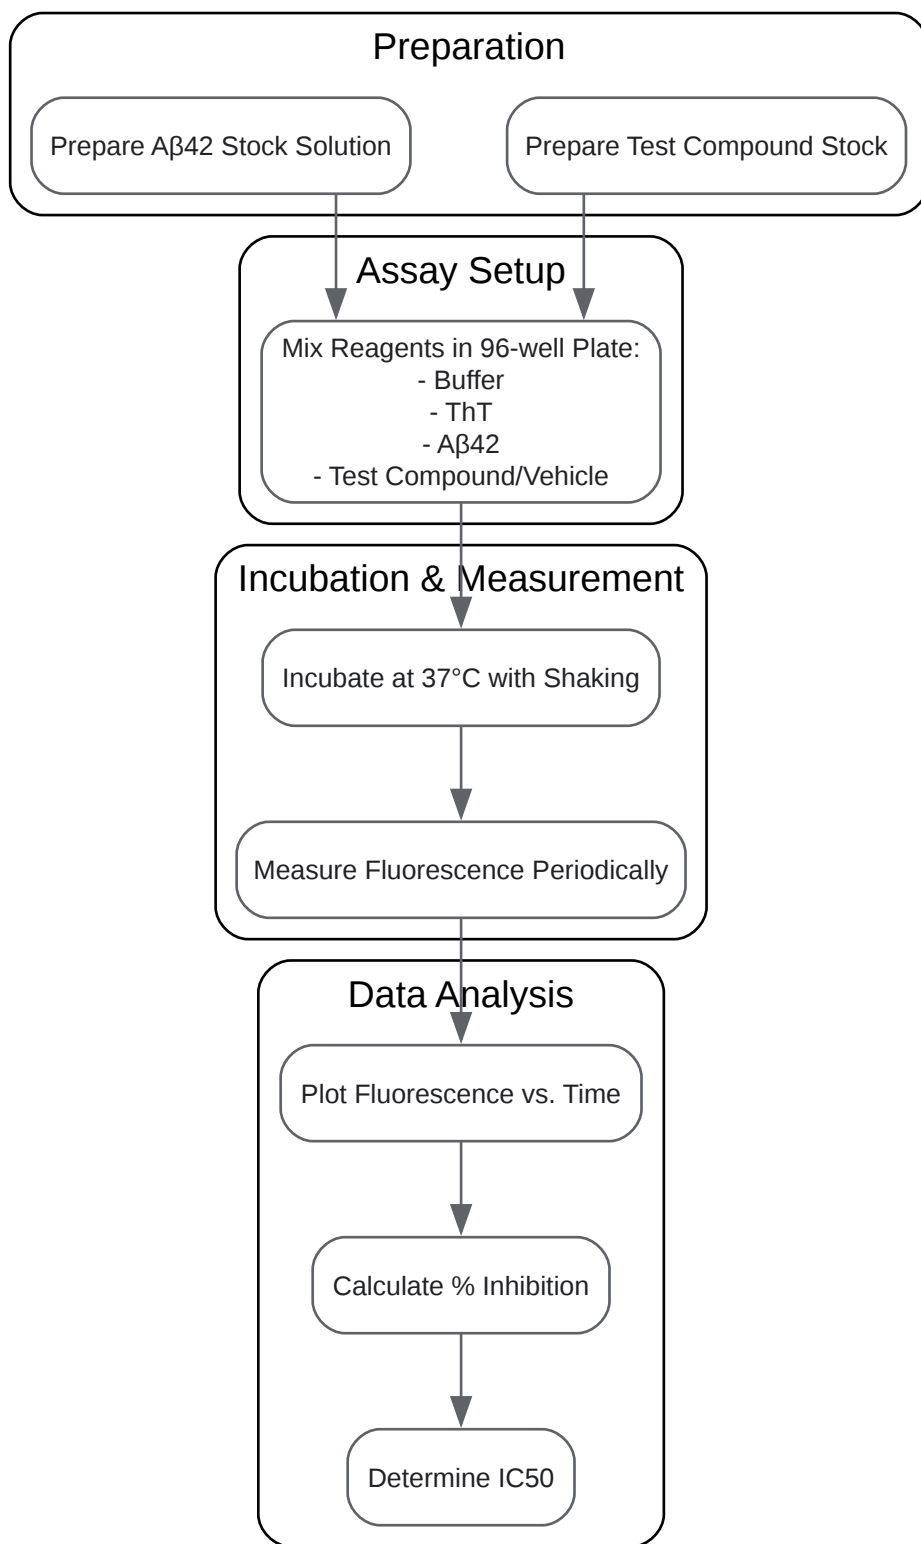 Preparation
Prepare Aβ42 Stock Solution
Prepare Test Compound Stock
Assay Setup
Mix Reagents in 96-well Plate:
- Buffer
- ThT
- Aβ42
- Test Compound/Vehicle
Incubation & Measurement
Incubate at 37°C with Shaking
Measure Fluorescence Periodically
Data Analysis
Plot Fluorescence vs. Time
Calculate % Inhibition
Determine IC50